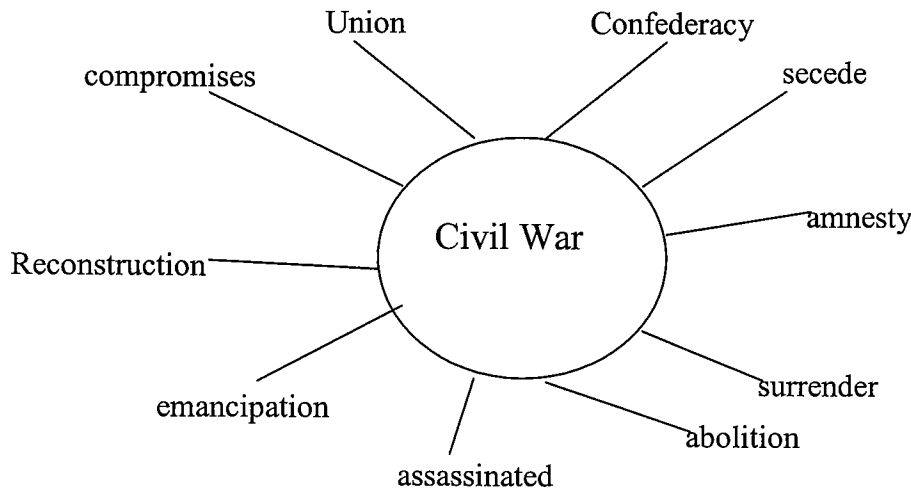 Union
Confederacy
compromises
secede
amnesty
Civil War
Reconstruction
surrender
emancipation
abolition
assassinated